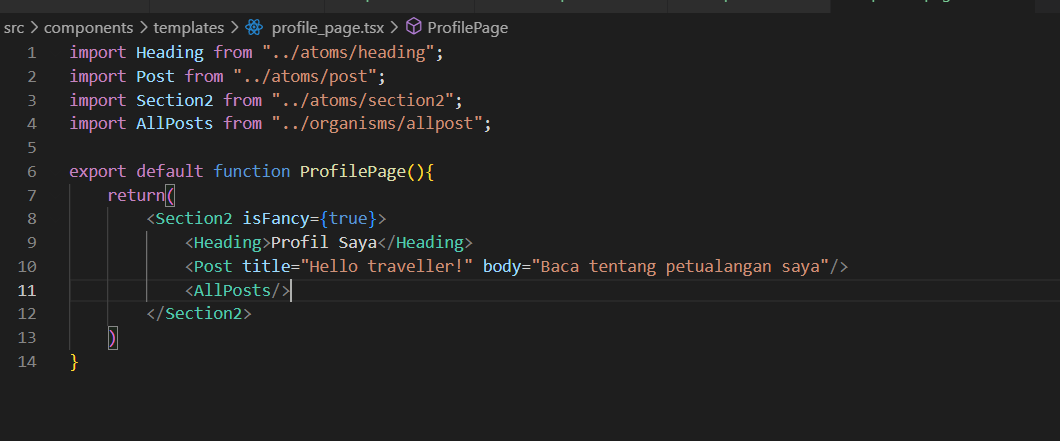 src > components > templates > profile_page.tsx > ProfilePage
1 import Heading from "../atoms/heading";
2 import Post from "../atoms/post";
3 import Section2 from "../atoms/section2";
4 import AllPosts from "../organisms/allpost";
5
6 export default function ProfilePage(){
7     return(
8         <Section2 isFancy={true}>
9             <Heading>Profil Saya</Heading>
10             <Post title="Hello traveller!" body="Baca tentang petualangan saya"/>
11             <AllPosts/>
12         </Section2>
13     )
14 }